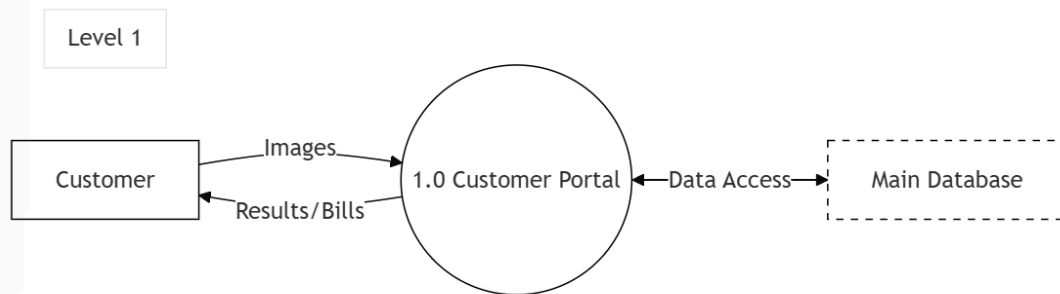 Level 1
Images
Customer
1.0 Customer Portal
Data Access
Main Database
Results/Bills